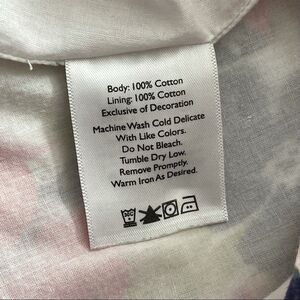 Body: 100% Cotton
Lining: 100% Cotton
Exclusive of Decoration
Machine Wash Cold Delicate
With Like Colors.
Do Not Bleach.
Tumble Dry Low.
Remove Promptly.
Warm Iron As Desired.